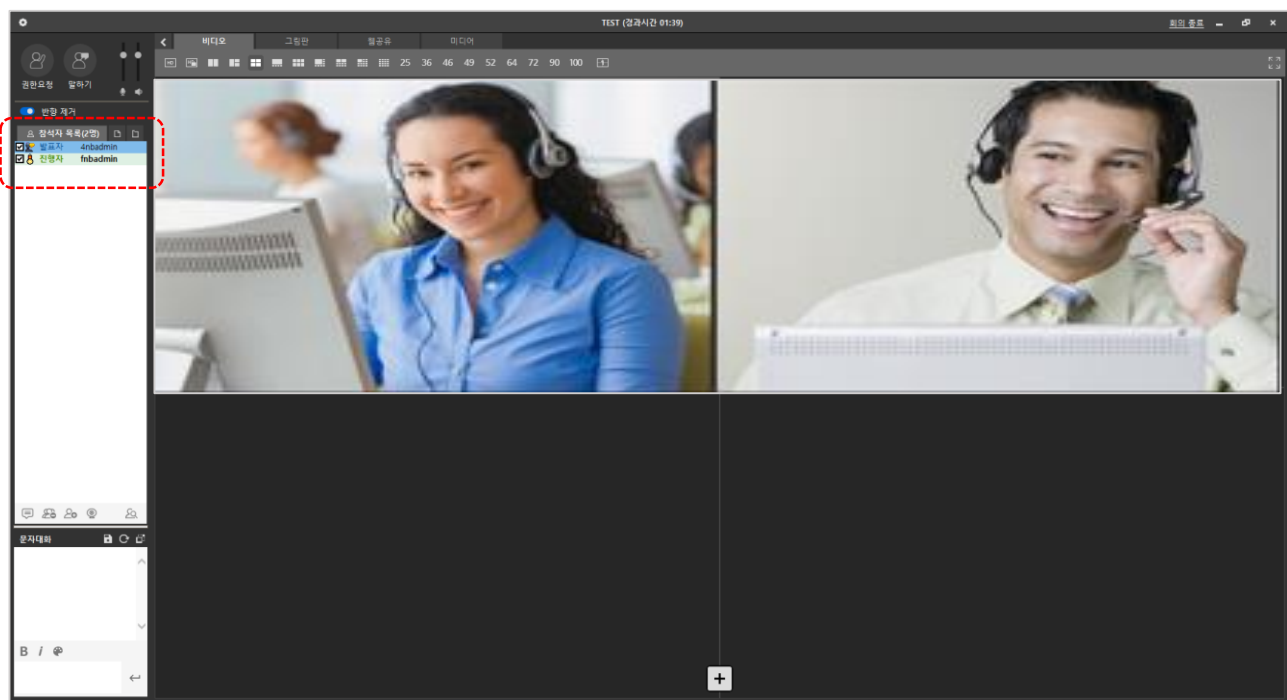 TEST (경과시간 01:39)
회의 종료
비디오 그림판 웹공유 미디어
25 36 46 49 52 64 72 90 100
권한요청 말하기
반향 제거
참석자 목록(2명)
발표자 4nbadmin
진행자 fnbadmin
문자대화
B i